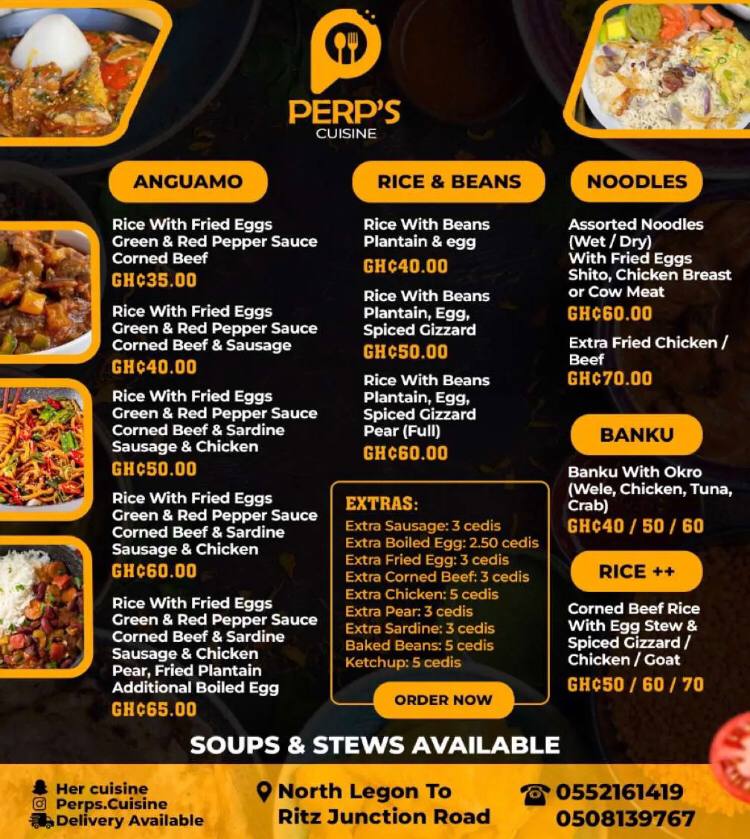 PERP'S
CUISINE
ANGUAMO
Rice With Fried Eggs
Green & Red Pepper Sauce
Corned Beef
GH¢35.00
Rice With Fried Eggs
Green & Red Pepper Sauce
Corned Beef & Sausage
GH¢40.00
Rice With Fried Eggs
Green & Red Pepper Sauce
Corned Beef & Sardine
Sausage & Chicken
GH¢50.00
Rice With Fried Eggs
Green & Red Pepper Sauce
Corned Beef & Sardine
Sausage & Chicken
GH¢60.00
Rice With Fried Eggs
Green & Red Pepper Sauce
Corned Beef & Sardine
Sausage & Chicken
Pear, Fried Plantain
Additional Boiled Egg
GH¢65.00
RICE & BEANS
Rice With Beans
Plantain & egg
GH¢40.00
Rice With Beans
Plantain, Egg,
Spiced Gizzard
GH¢50.00
Rice With Beans
Plantain, Egg,
Spiced Gizzard
Pear (Full)
GH¢60.00
EXTRAS:
Extra Sausage: 3 cedis
Extra Boiled Egg: 2.50 cedis
Extra Fried Egg: 3 cedis
Extra Corned Beef: 3 cedis
Extra Chicken: 5 cedis
Extra Pear: 3 cedis
Extra Sardine: 3 cedis
Baked Beans: 5 cedis
Ketchup: 5 cedis
ORDER NOW
NOODLES
Assorted Noodles
(Wet / Dry)
With Fried Eggs
Shito, Chicken Breast
or Cow Meat
GH¢60.00
Extra Fried Chicken /
Beef
GH¢70.00
BANKU
Banku With Okro
(Wele, Chicken, Tuna,
Crab)
GH¢40 / 50 / 60
RICE ++
Corned Beef Rice
With Egg Stew &
Spiced Gizzard /
Chicken / Goat
GH¢50 / 60 / 70
SOUPS & STEWS AVAILABLE
Her cuisine
Perps.Cuisine
Delivery Available
North Legon To
Ritz Junction Road
0552161419
0508139767